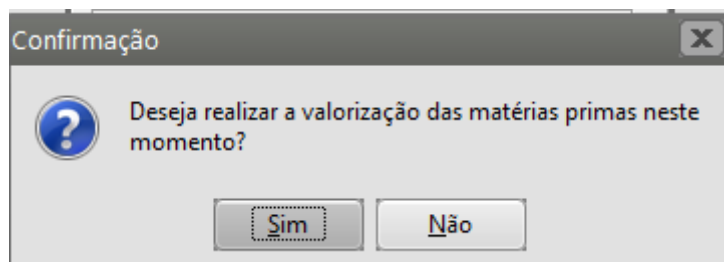 Confirmação
Deseja realizar a valorização das matérias primas neste
momento?
Sim
Não